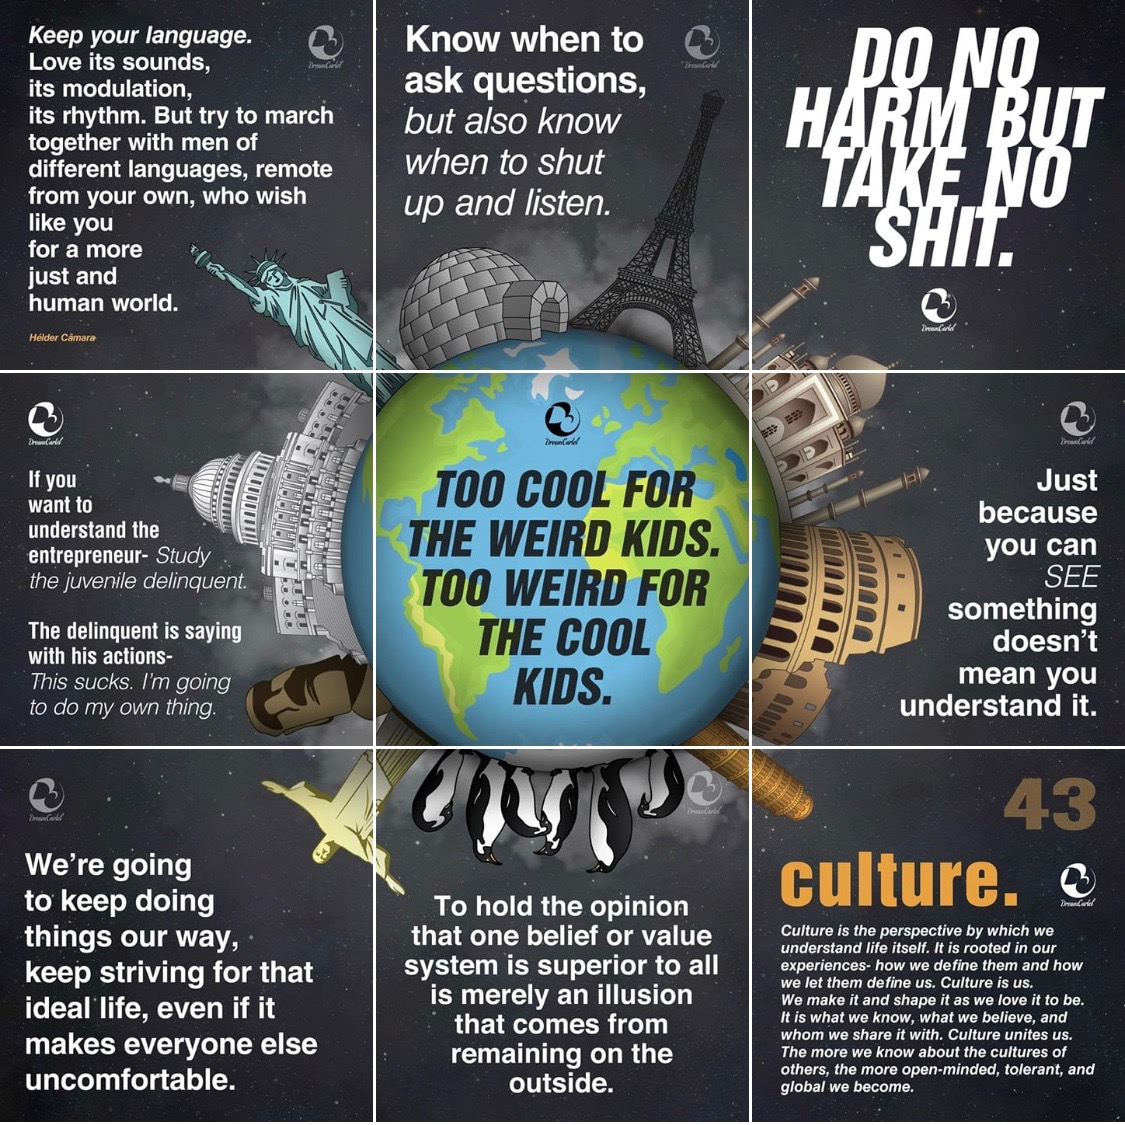 Keep your language.
Love its sounds,
its modulation,
its rhythm. But try to march
together with men of
different languages, remote
from your own, who wish
like you
for a more
just and
human world.
Hélder Câmara
DreamCartel
Know when to
ask questions,
but also know
when to shut
up and listen.
DreamCartel
DO NO
HARM BUT
TAKE NO
SHIT.
DreamCartel
DreamCartel
If you
want to
understand the
entrepreneur- Study
the juvenile delinquent.
The delinquent is saying
with his actions-
This sucks. I'm going
to do my own thing.
DreamCartel
TOO COOL FOR
THE WEIRD KIDS.
TOO WEIRD FOR
THE COOL
KIDS.
DreamCartel
Just
because
you can
SEE
something
doesn't
mean you
understand it.
DreamCartel
We're going
to keep doing
things our way,
keep striving for that
ideal life, even if it
makes everyone else
uncomfortable.
DreamCartel
To hold the opinion
that one belief or value
system is superior to all
is merely an illusion
that comes from
remaining on the
outside.
43
culture.
DreamCartel
Culture is the perspective by which we
understand life itself. It is rooted in our
experiences- how we define them and how
we let them define us. Culture is us.
We make it and shape it as we love it to be.
It is what we know, what we believe, and
whom we share it with. Culture unites us.
The more we know about the cultures of
others, the more open-minded, tolerant, and
global we become.